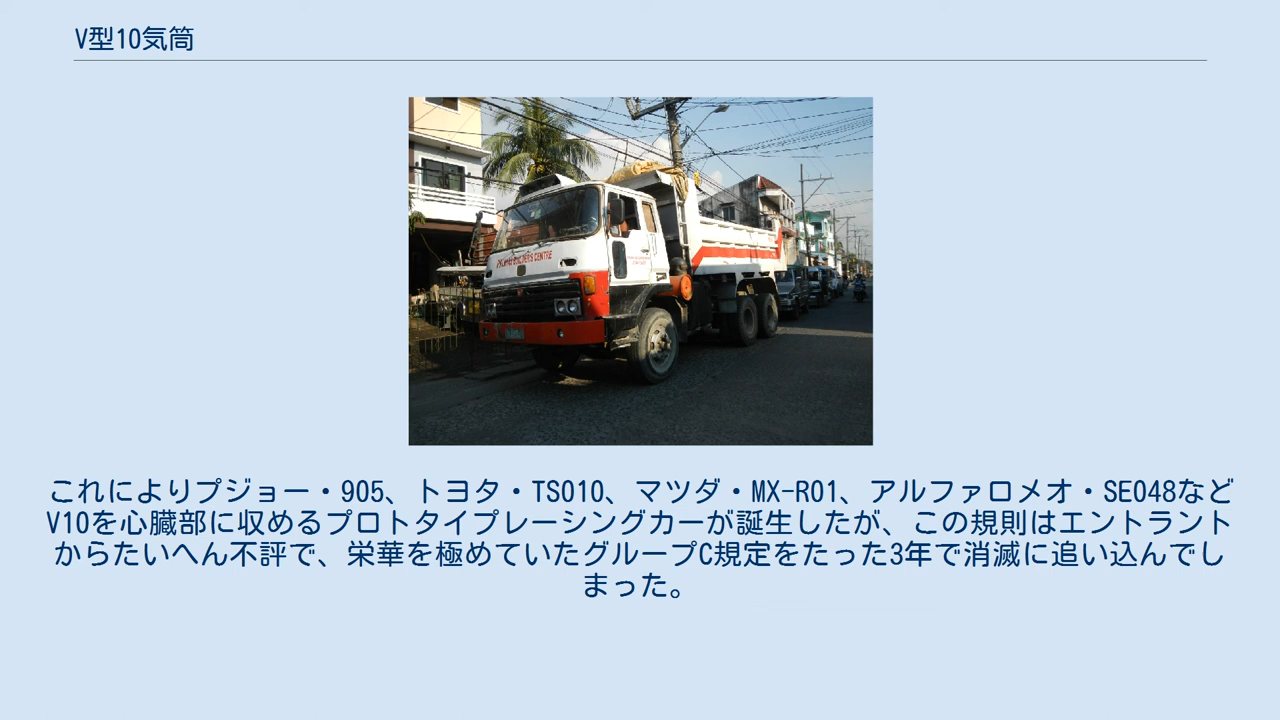 V型10気筒
これによりプジョー・905、トヨタ・TS010、マツダ・MX-R01、アルファロメオ・SE048など
V10を心臓部に収めるプロトタイプレーシングカーが誕生したが、この規則はエントラント
からたいへん不評で、栄華を極めていたグループC規定をたった3年で消滅に追い込んでし
まった。